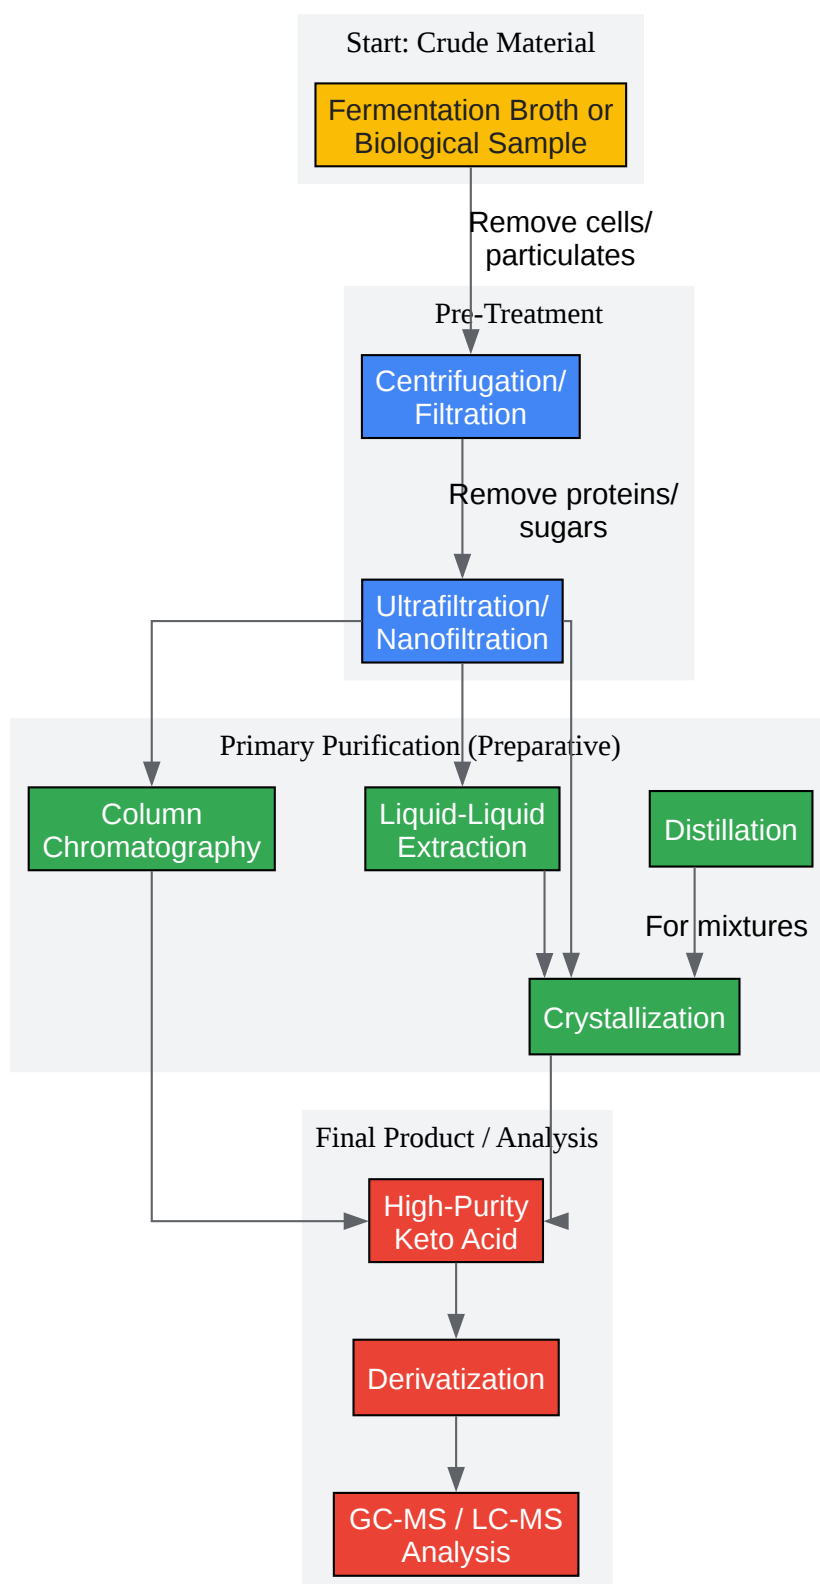 Start: Crude Material
Fermentation Broth or
Biological Sample
Remove cells/
particulates
Pre-Treatment
Centrifugation/
Filtration
Remove proteins/
sugars
Ultrafiltration/
Nanofiltration
Primary Purification (Preparative)
Column
Chromatography
Liquid-Liquid
Extraction
Distillation
For mixtures
Crystallization
Final Product / Analysis
High-Purity
Keto Acid
Derivatization
GC-MS / LC-MS
Analysis